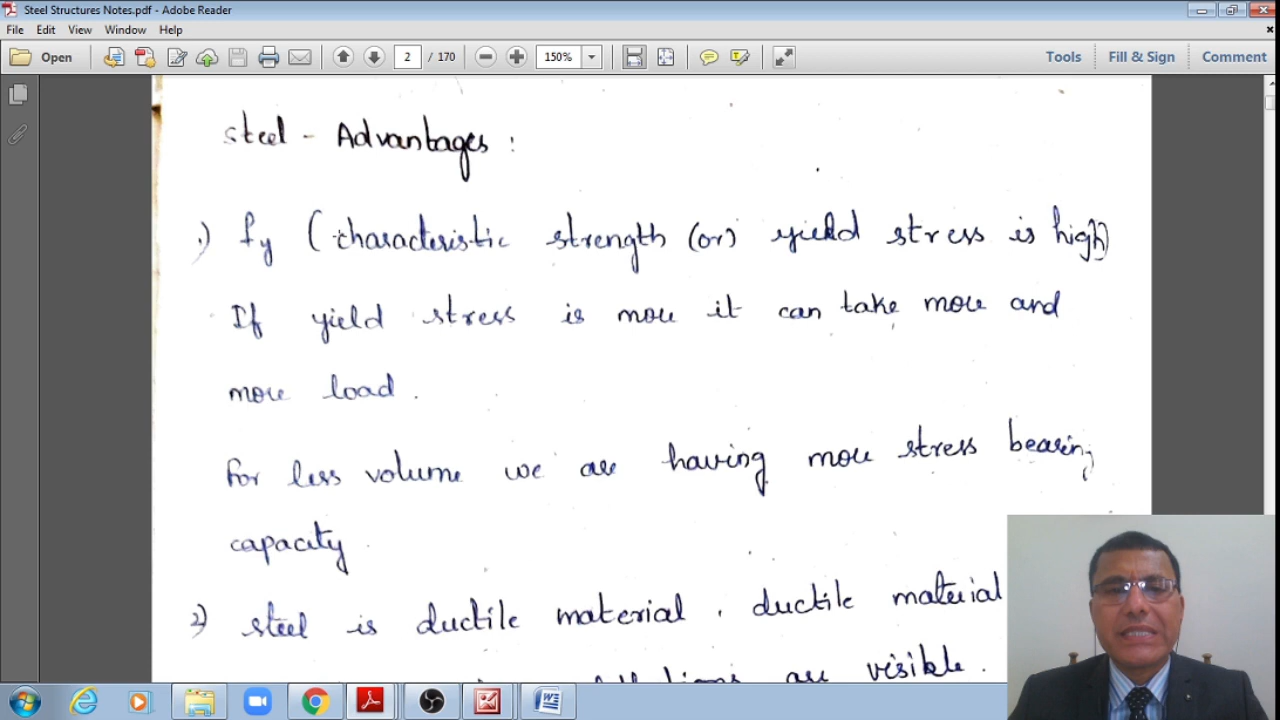 Steel Structures Notes.pdf - Adobe Reader
File Edit View Window Help
Open 2 / 170 150% Tools Fill & Sign Comment
steel - Advantages :
1) fy (characteristic strength (or) yield stress is high)
If yield stress is more it can take more and
more load.
For less volume we are having more stress bearing
capacity
2) steel is ductile material. ductile material
are visible.